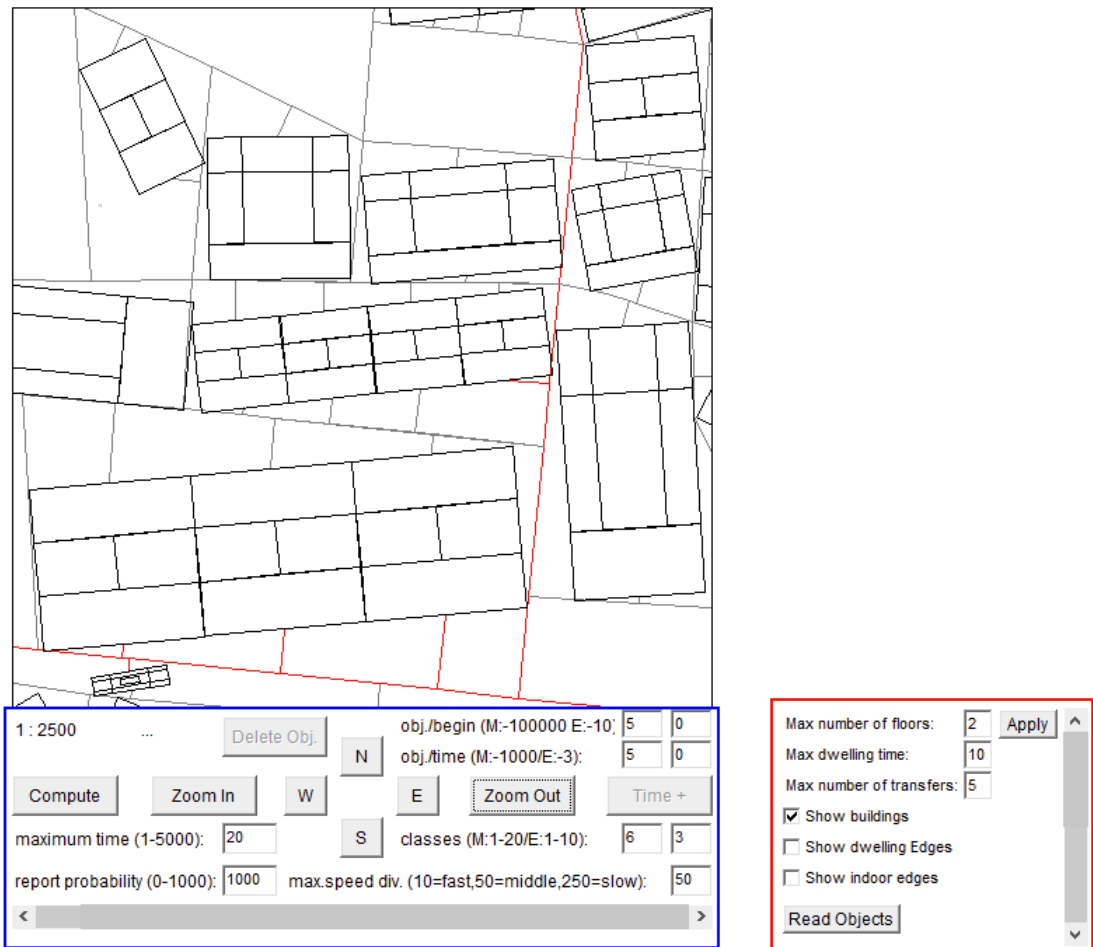 1 : 2500 ... Delete Obj. obj./begin (M:-100000 E:-10) 5 0
N obj./time (M:-1000/E:-3): 5 0
Compute Zoom In W E Zoom Out Time +
maximum time (1-5000): 20 S classes (M:1-20/E:1-10): 6 3
report probability (0-1000): 1000 max.speed div. (10=fast,50=middle,250=slow): 50
Max number of floors: 2 Apply
Max dwelling time: 10
Max number of transfers: 5
Show buildings
Show dwelling Edges
Show indoor edges
Read Objects